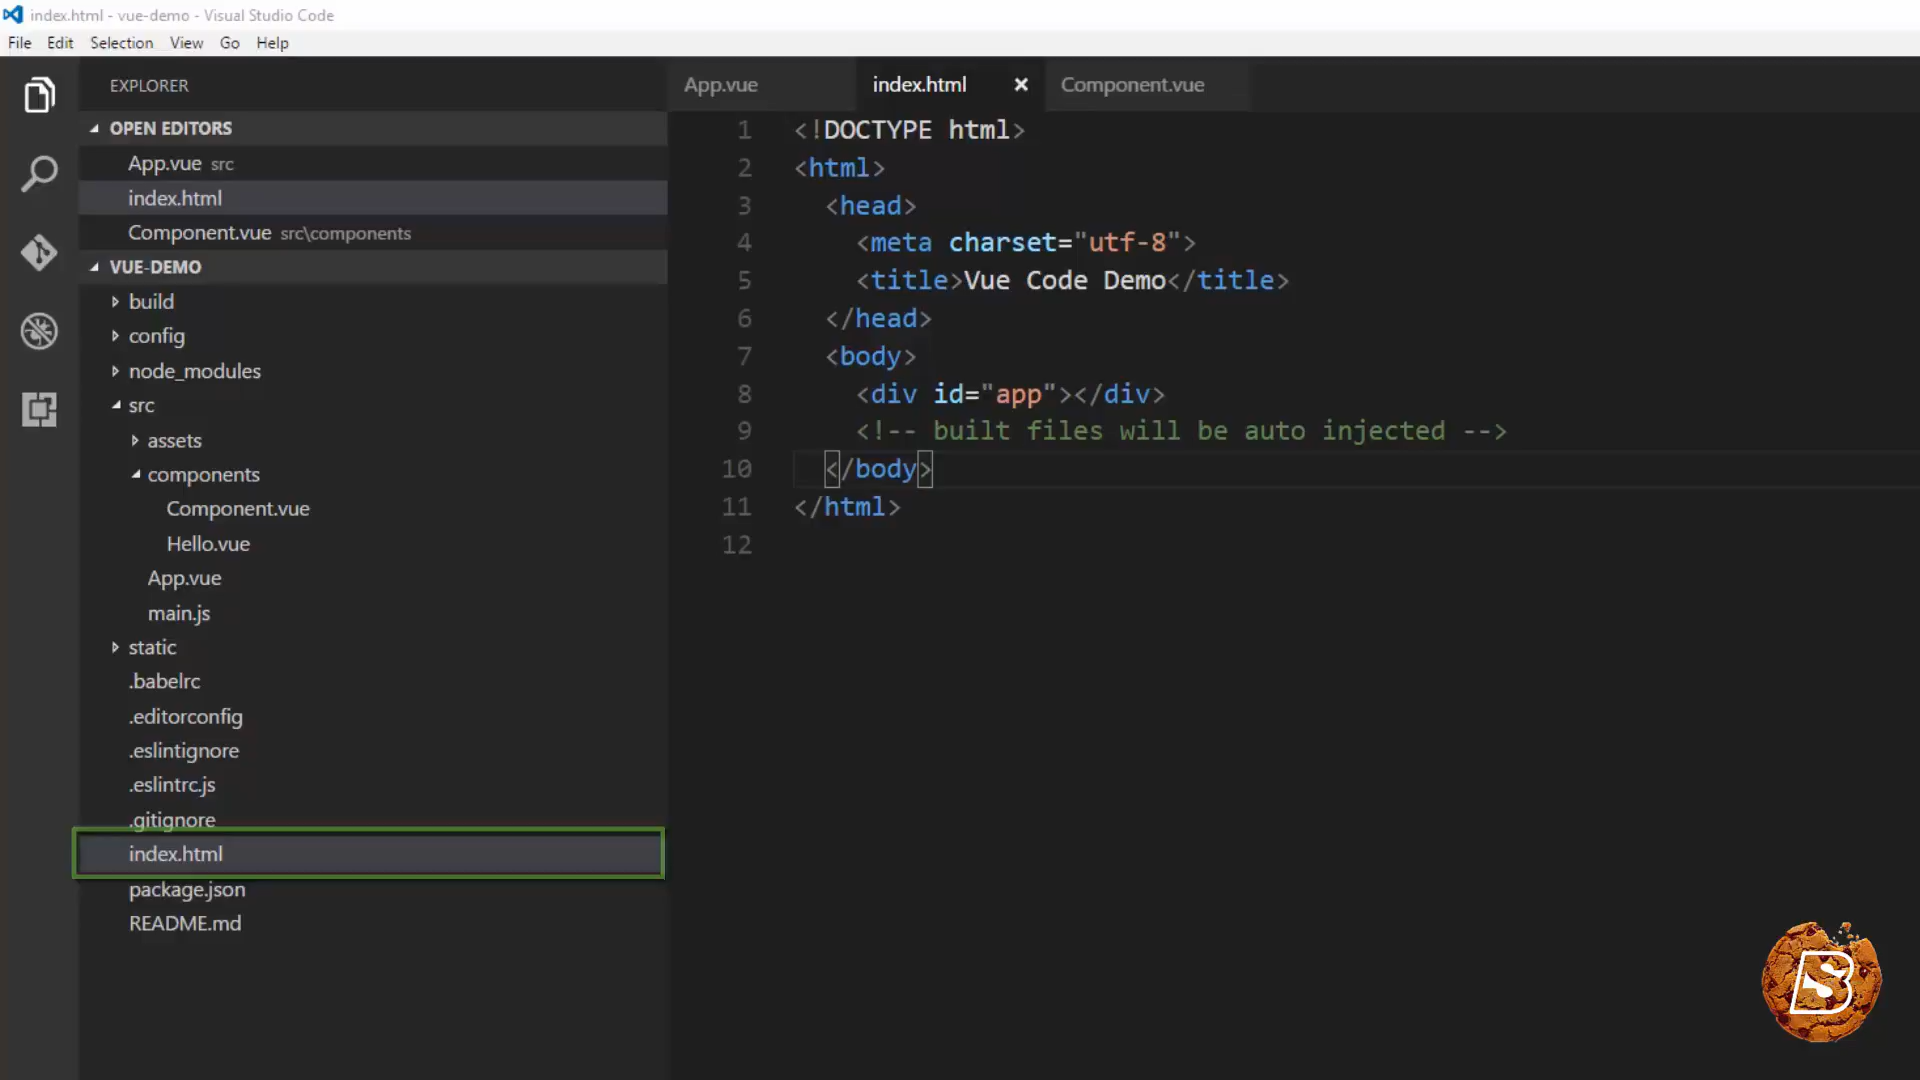 index.html - vue-demo - Visual Studio Code
File Edit Selection View Go Help
EXPLORER
OPEN EDITORS
App.vue src
index.html
Component.vue src\components
VUE-DEMO
build
config
node_modules
src
assets
components
Component.vue
Hello.vue
App.vue
main.js
static
.babelrc
.editorconfig
.eslintignore
.eslintrc.js
.gitignore
index.html
package.json
README.md
App.vue index.html Component.vue
1 <!DOCTYPE html>
2 <html>
3 <head>
4 <meta charset="utf-8">
5 <title>Vue Code Demo</title>
6 </head>
7 <body>
8 <div id="app"></div>
9 <!-- built files will be auto injected -->
10 </body>
11 </html>
12
B